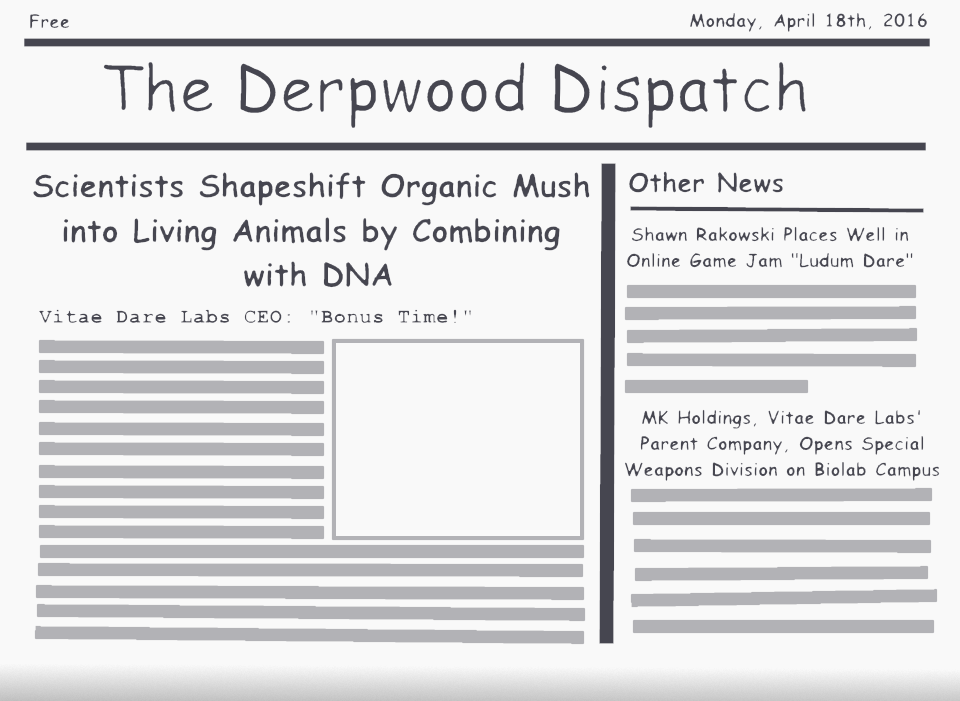 Free
Monday, April 18th, 2016
The Derpwood Dispatch
Scientists Shapeshift Organic Mush
into Living Animals by Combining
with DNA
Vitae Dare Labs CEO: "Bonus Time!"
Other News
Shawn Rakowski Places Well in
Online Game Jam "Ludum Dare"
MK Holdings, Vitae Dare Labs'
Parent Company, Opens Special
Weapons Division on Biolab Campus